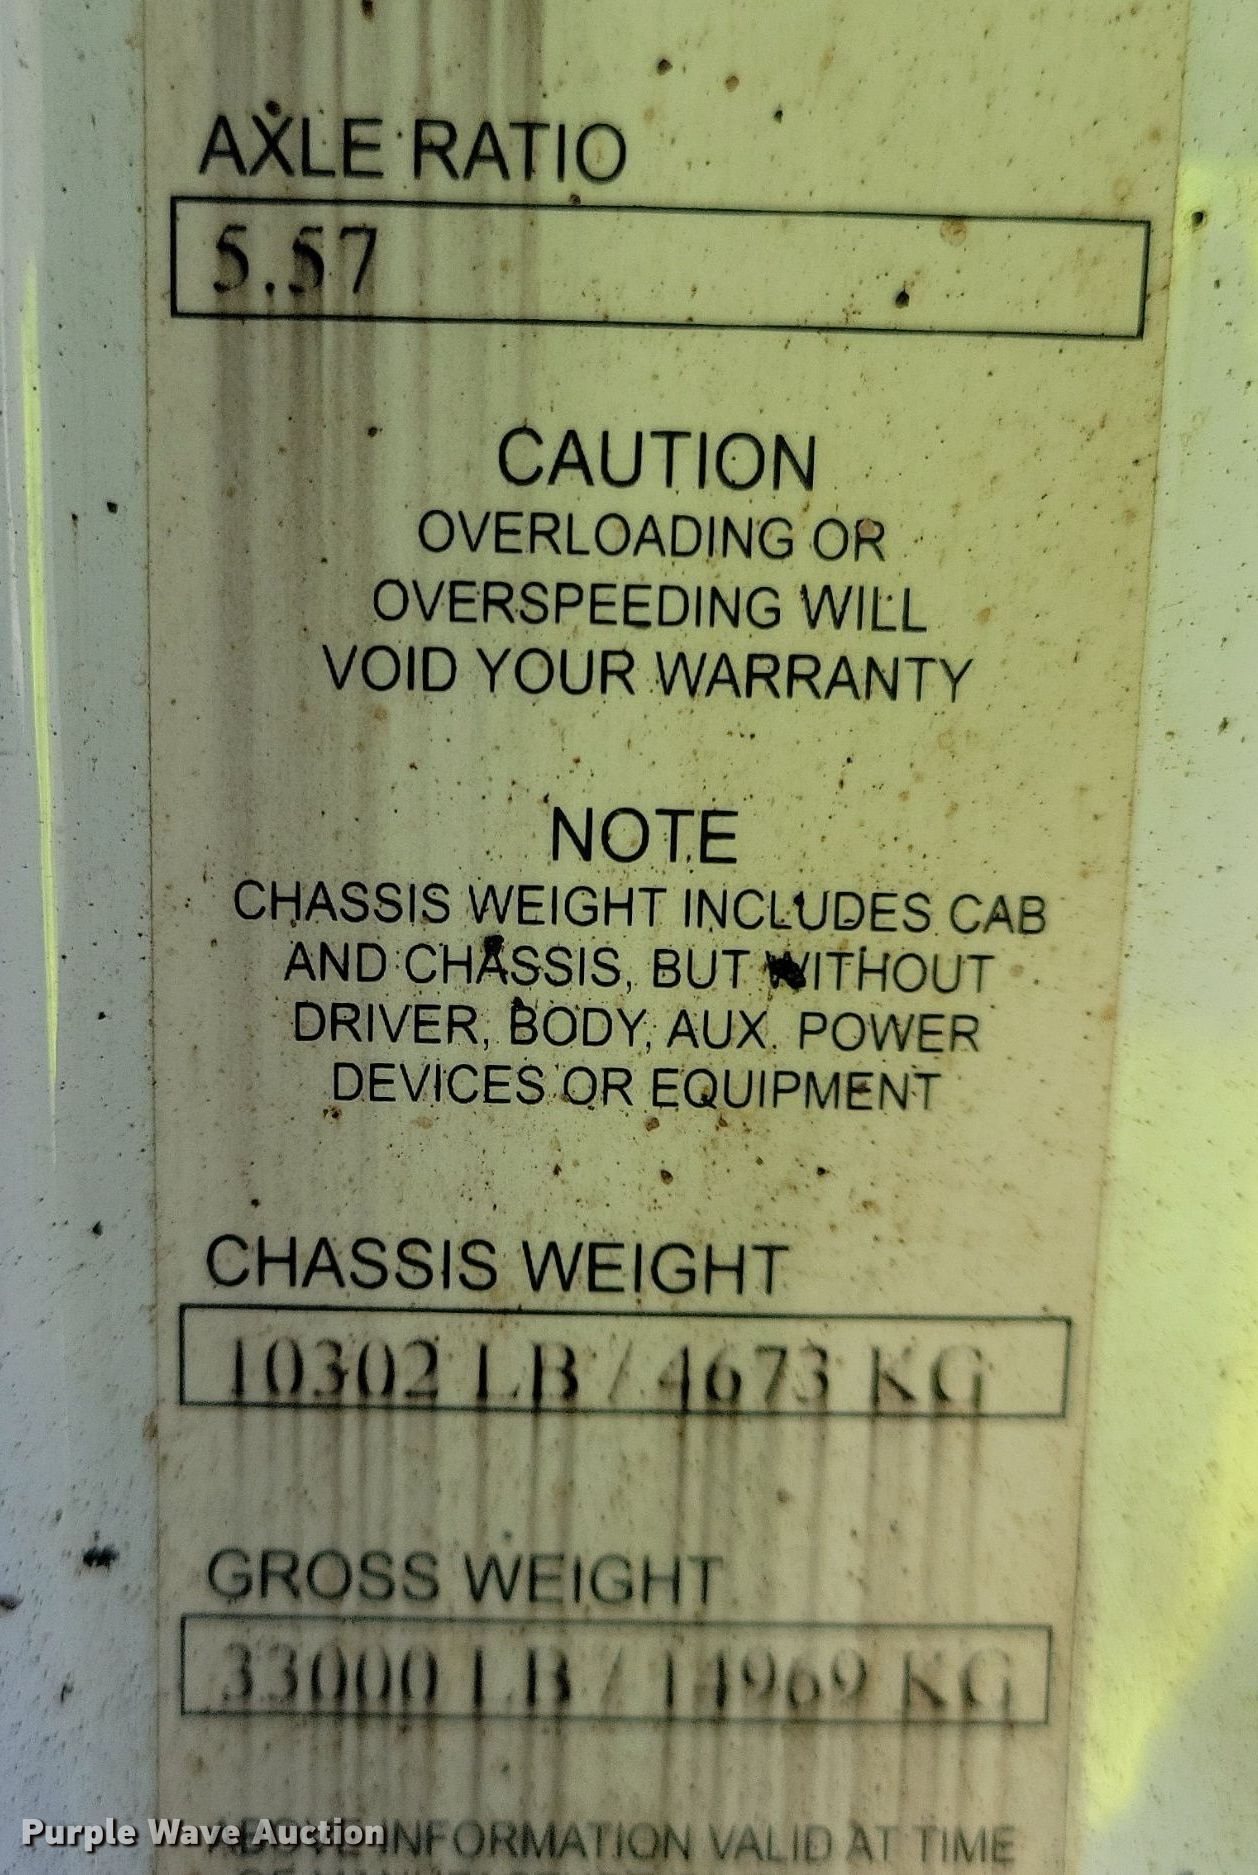 AXLE RATIO
5.57
CAUTION
OVERLOADING OR
OVERSPEEDING WILL
VOID YOUR WARRANTY
NOTE
CHASSIS WEIGHT INCLUDES CAB
AND CHASSIS, BUT WITHOUT
DRIVER, BODY, AUX. POWER
DEVICES OR EQUIPMENT
CHASSIS WEIGHT
10302 LB / 4673 KG
GROSS WEIGHT
33000 LB / 14969 KG
ABOVE INFORMATION VALID AT TIME
Purple Wave Auction